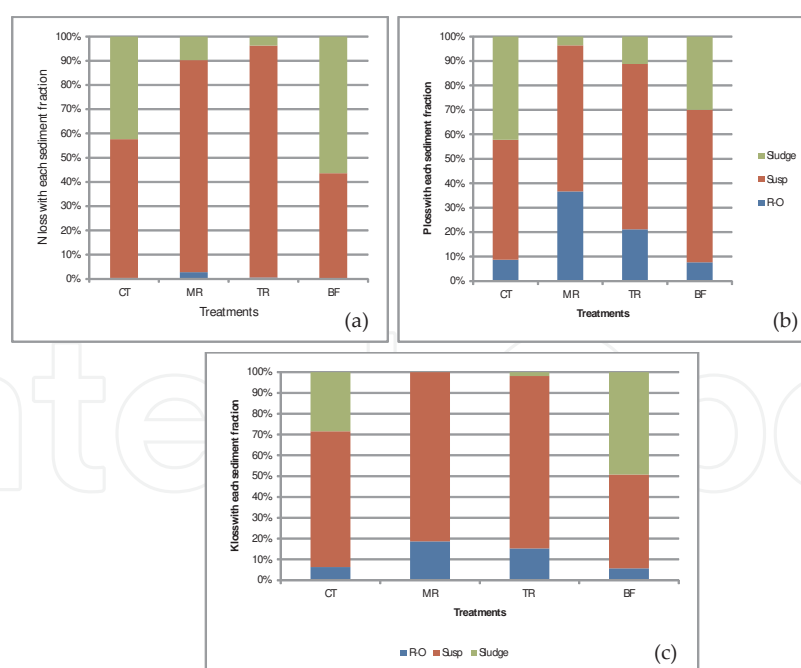 100%
90%
80%
70%
60%
50%
40%
30%
20%
10%
0%
N loss with each sediment fraction
CT MR TR BF
Treatments
(a)
100%
90%
80%
70%
60%
50%
40%
30%
20%
10%
0%
P loss with each sediment fraction
CT MR TR BF
Treatments
Sludge
Susp
R-O
(b)
100%
90%
80%
70%
60%
50%
40%
30%
20%
10%
0%
K loss with each sediment fraction
CT MR TR BF
Treatments
R-O Susp Sludge
(c)